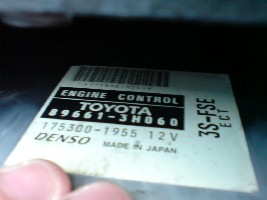 ENGINE CONTROL
TOYOTA
89661-3H060
175300-1955 12V
DENSO MADE IN JAPAN
3S-FSE
ECT